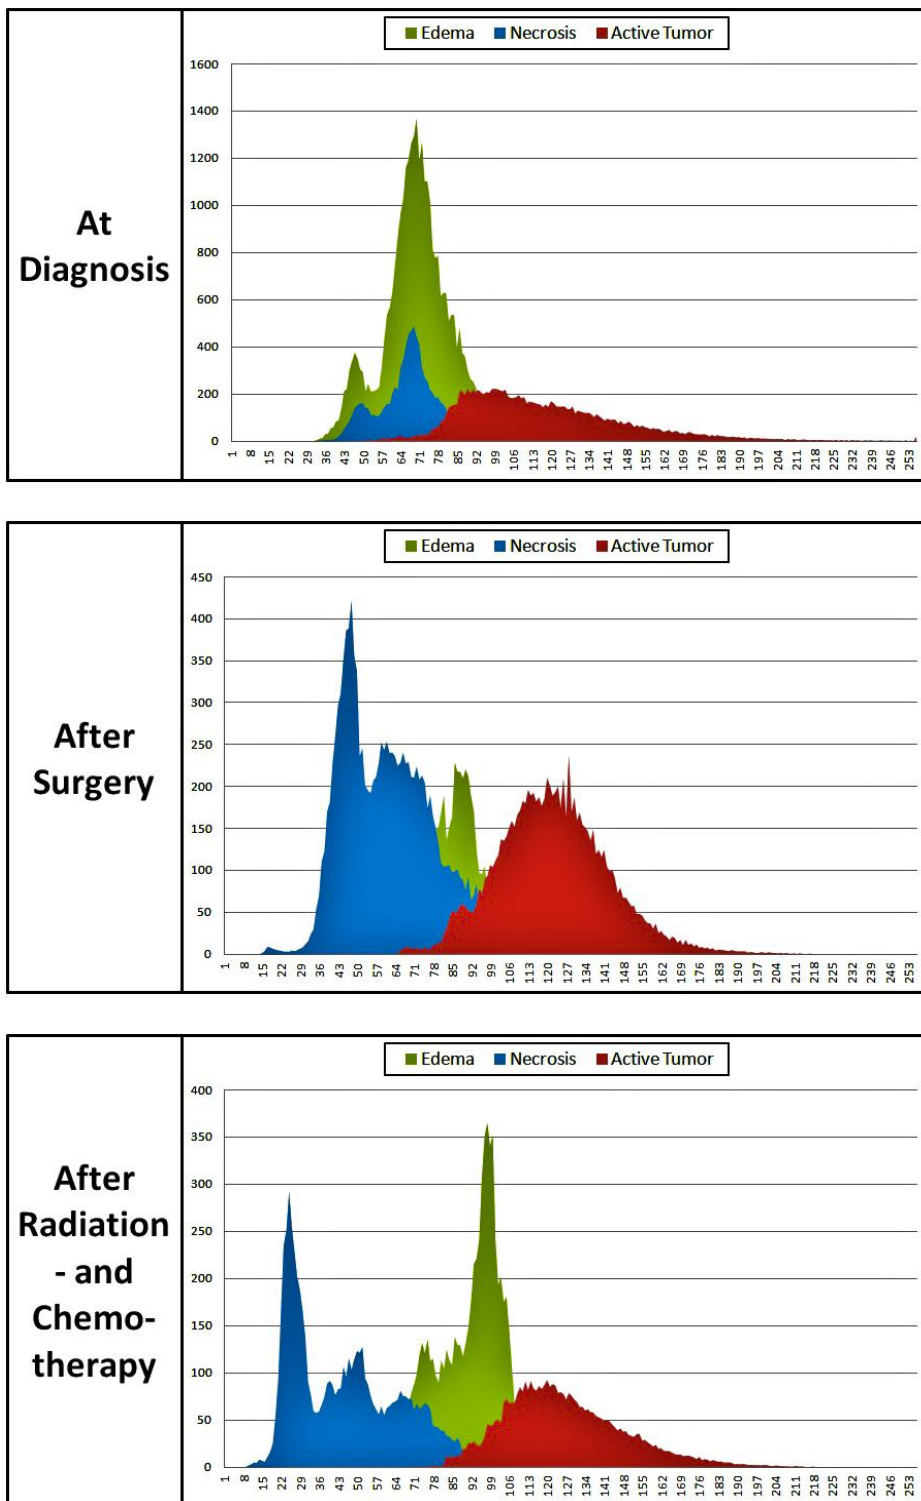 Edema Necrosis Active Tumor
At
Diagnosis
1600
1400
1200
1000
800
600
400
200
0
1 8 15 22 29 36 43 50 57 64 71 78 85 92 99 106 113 120 127 134 141 148 155 162 169 176 183 190 197 204 211 218 225 232 239 246 253
Edema Necrosis Active Tumor
After
Surgery
450
400
350
300
250
200
150
100
50
0
1 8 15 22 29 36 43 50 57 64 71 78 85 92 99 106 113 120 127 134 141 148 155 162 169 176 183 190 197 204 211 218 225 232 239 246 253
Edema Necrosis Active Tumor
After
Radiation
- and
Chemo-
therapy
400
350
300
250
200
150
100
50
0
1 8 15 22 29 36 43 50 57 64 71 78 85 92 99 106 113 120 127 134 141 148 155 162 169 176 183 190 197 204 211 218 225 232 239 246 253